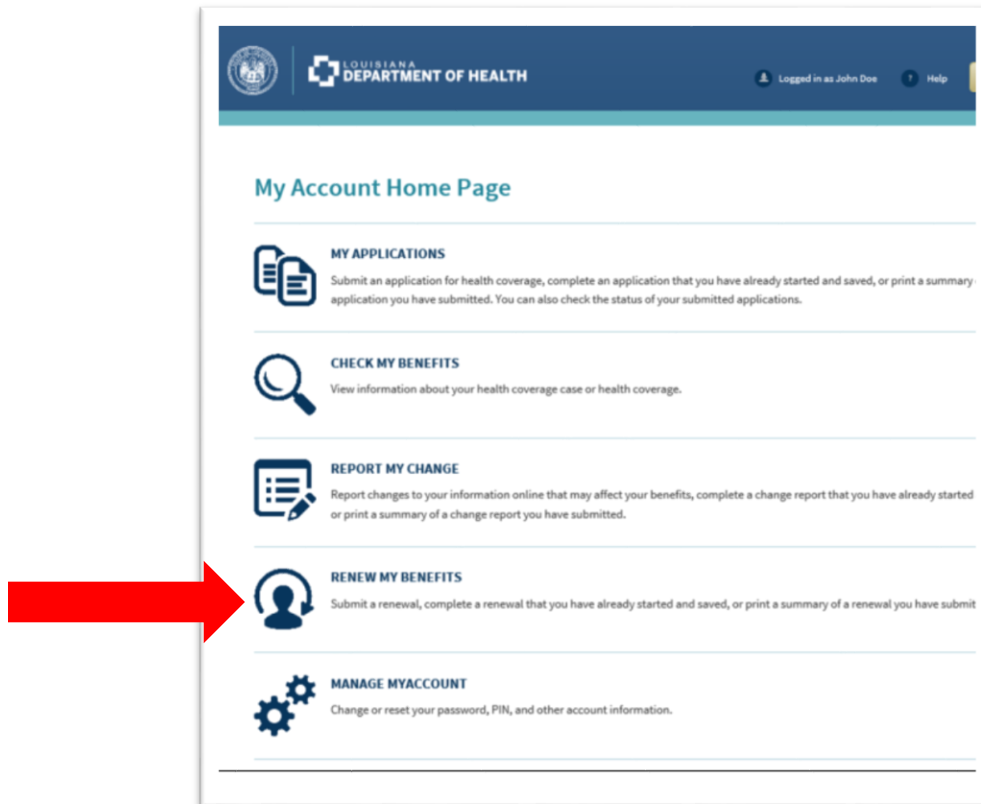 LOUISIANA
DEPARTMENT OF HEALTH
Logged in as John Doe
? Help
My Account Home Page
MY APPLICATIONS
Submit an application for health coverage, complete an application that you have already started and saved, or print a summary
application you have submitted. You can also check the status of your submitted applications.
CHECK MY BENEFITS
View information about your health coverage case or health coverage.
REPORT MY CHANGE
Report changes to your information online that may affect your benefits, complete a change report that you have already started
or print a summary of a change report you have submitted.
RENEW MY BENEFITS
Submit a renewal, complete a renewal that you have already started and saved, or print a summary of a renewal you have submit
MANAGE MYACCOUNT
Change or reset your password, PIN, and other account information.